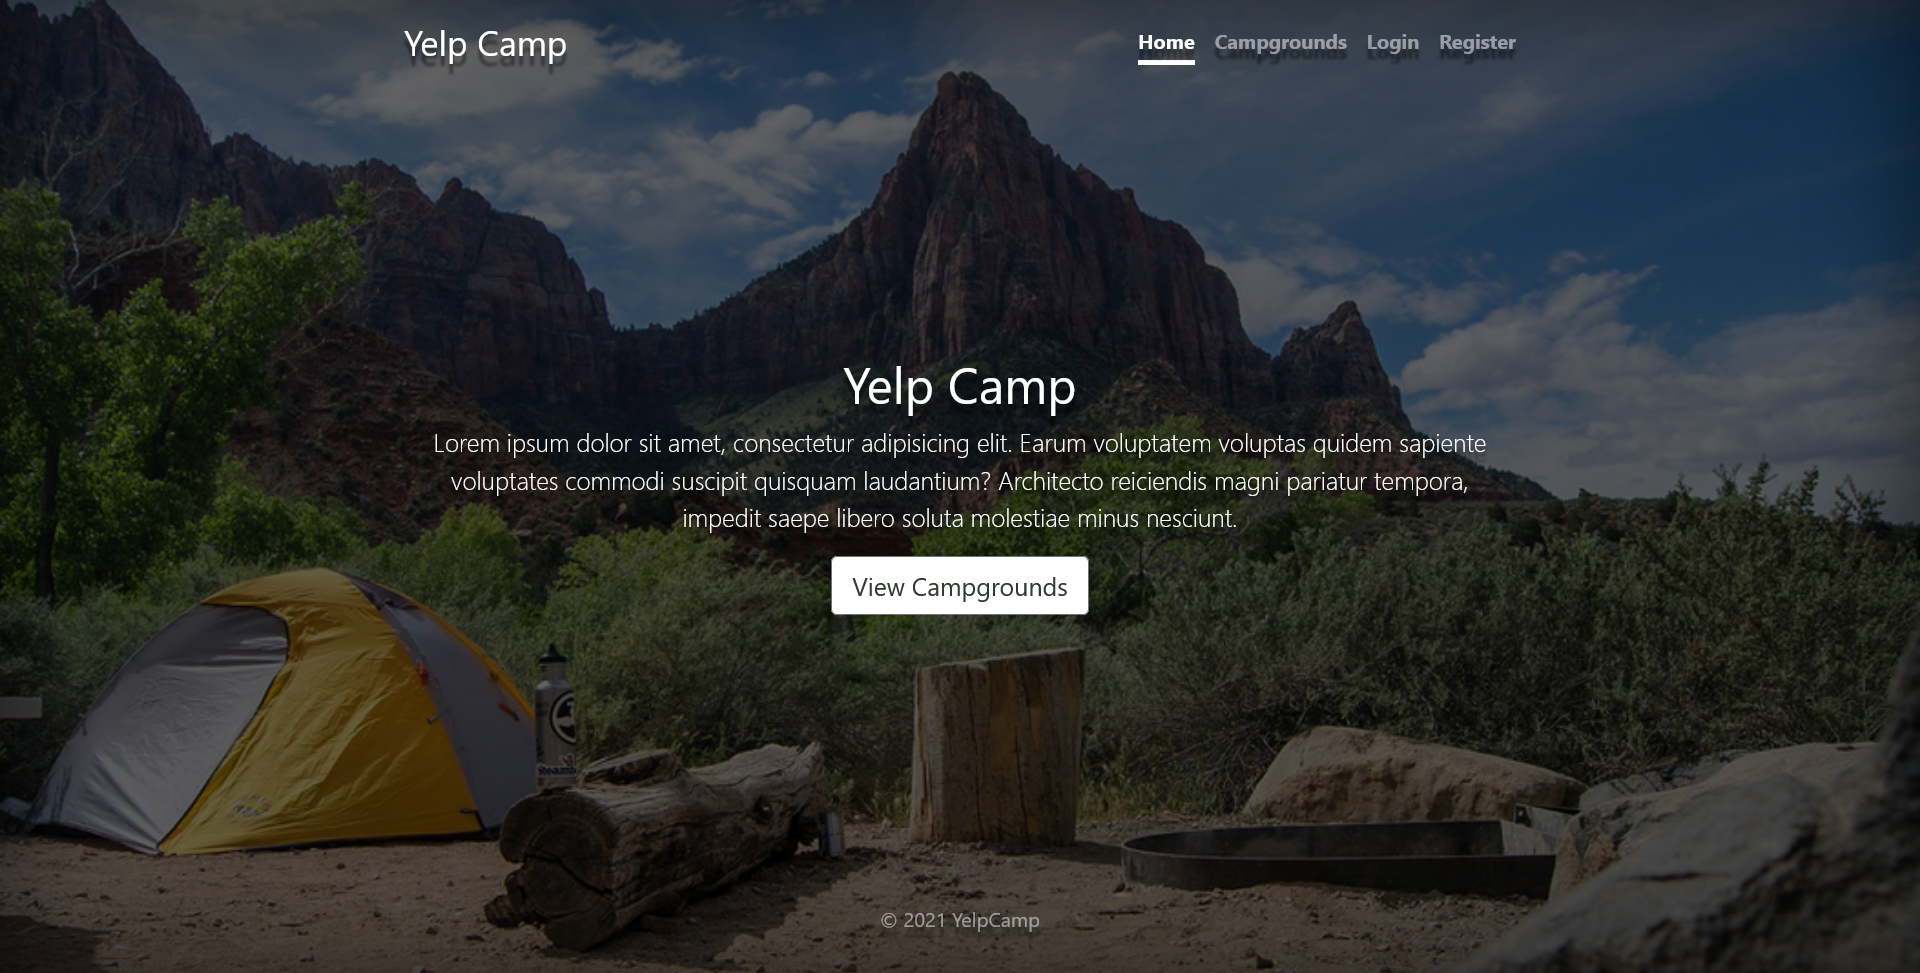 Yelp Camp
Home Campgrounds Login Register
Yelp Camp
Lorem ipsum dolor sit amet, consectetur adipisicing elit. Earum voluptatem voluptas quidem sapiente
voluptates commodi suscipit quisquam laudantium? Architecto reiciendis magni pariatur tempora,
impedit saepe libero soluta molestiae minus nesciunt.
View Campgrounds
© 2021 YelpCamp